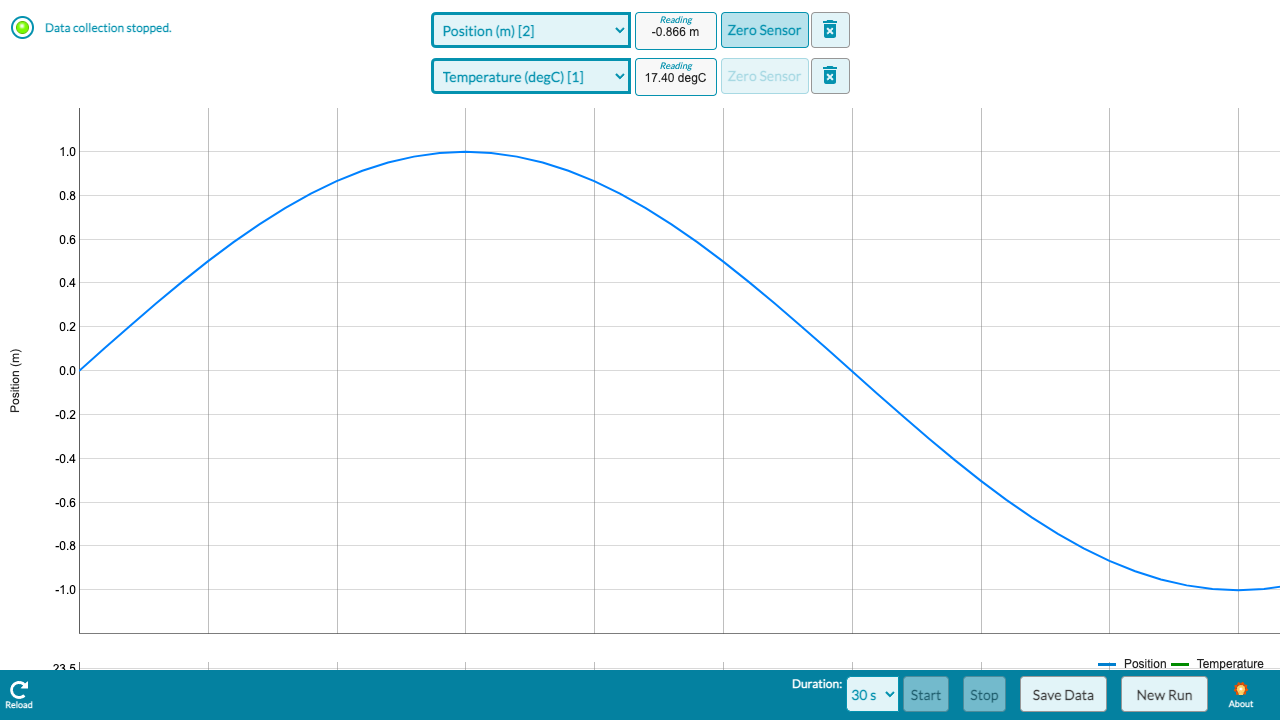 Data collection stopped.
Position (m) [2]
Reading
-0.866 m
Zero Sensor
Temperature (degC) [1]
Reading
17.40 degC
Zero Sensor
1.0
0.8
0.6
0.4
0.2
0.0
-0.2
-0.4
-0.6
-0.8
-1.0
Position (m)
23.5
Position
Temperature
Reload
Duration:
30 s
Start
Stop
Save Data
New Run
About